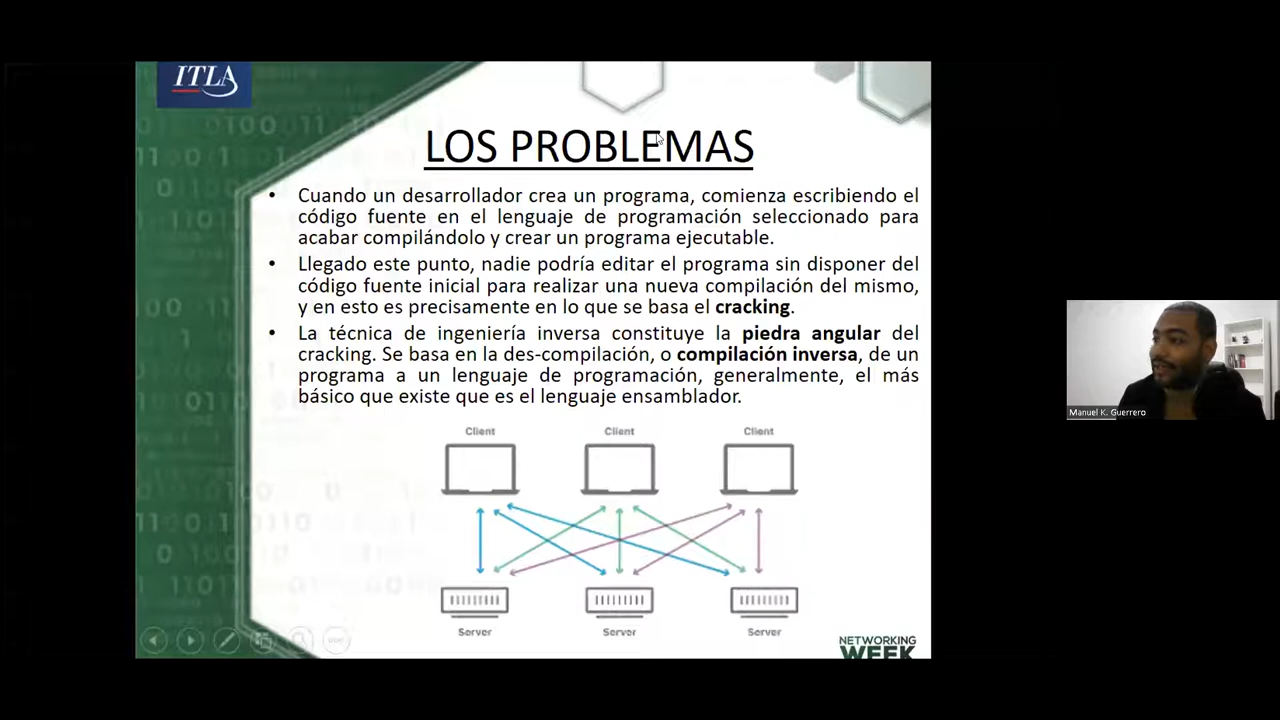 ITLA
LOS PROBLEMAS
• Cuando un desarrollador crea un programa, comienza escribiendo el
código fuente en el lenguaje de programación seleccionado para
acabar compilándolo y crear un programa ejecutable.
• Llegado este punto, nadie podría editar el programa sin disponer del
código fuente inicial para realizar una nueva compilación del mismo,
y en esto es precisamente en lo que se basa el cracking.
• La técnica de ingeniería inversa constituye la piedra angular del
cracking. Se basa en la des-compilación, o compilación inversa, de un
programa a un lenguaje de programación, generalmente, el más
básico que existe que es el lenguaje ensamblador.
Client Client Client
Server Server Server
NETWORKING
WEEK
Manuel K. Guerrero